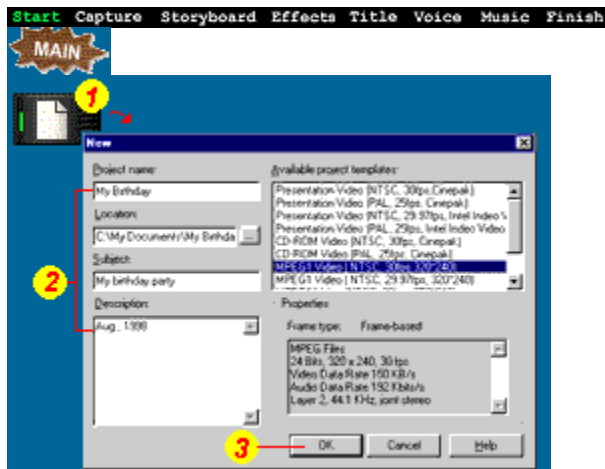 Start Capture Storyboard Effects Title Voice Music Finish
MAIN
1
New
Project name:
My Birthday
Location:
C:\My Documents\My Birthda ...
Subject:
My birthday party
2
Description:
Aug., 1998
Available project templates:
Presentation Video (NTSC, 30fps, Cinepak)
Presentation Video (PAL, 25fps, Cinepak)
Presentation Video (NTSC, 29.97fps, Intel Indeo V
Presentation Video (PAL, 25fps, Intel Indeo Video
CD-ROM Video (NTSC, 30fps, Cinepak)
CD-ROM Video (PAL, 25fps, Cinepak)
MPEG1 Video ( NTSC, 30fps 320*240)
MPEG1 Video ( NTSC, 29.97fps, 320*240)
Properties
Frame type: Frame-based
MPEG Files
24 Bits, 320 x 240, 30 fps
Video Data Rate 150 KB/s
Audio Data Rate 192 Kbits/s
Layer 2, 44.1 KHz, joint stereo
3
OK Cancel Help